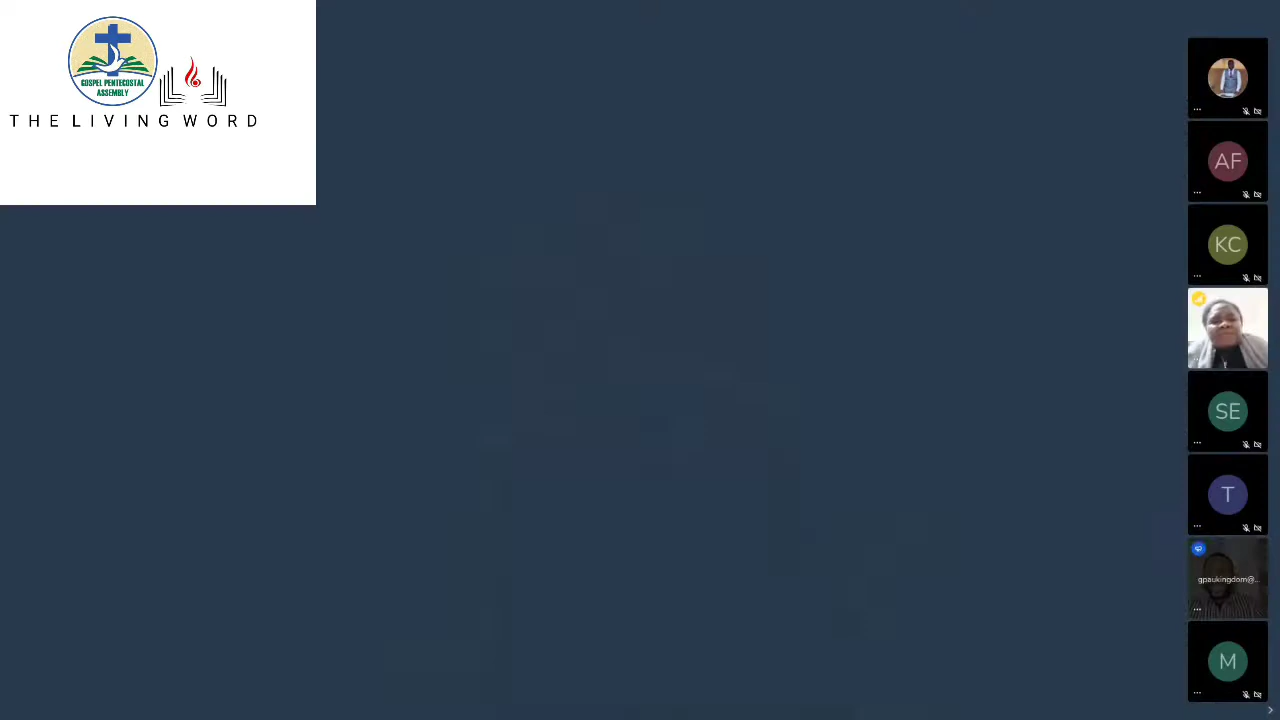 GOSPEL PENTECOSTAL
ASSEMBLY
THE LIVING WORD
AF
KC
SE
T
gpaukingdom@...
M